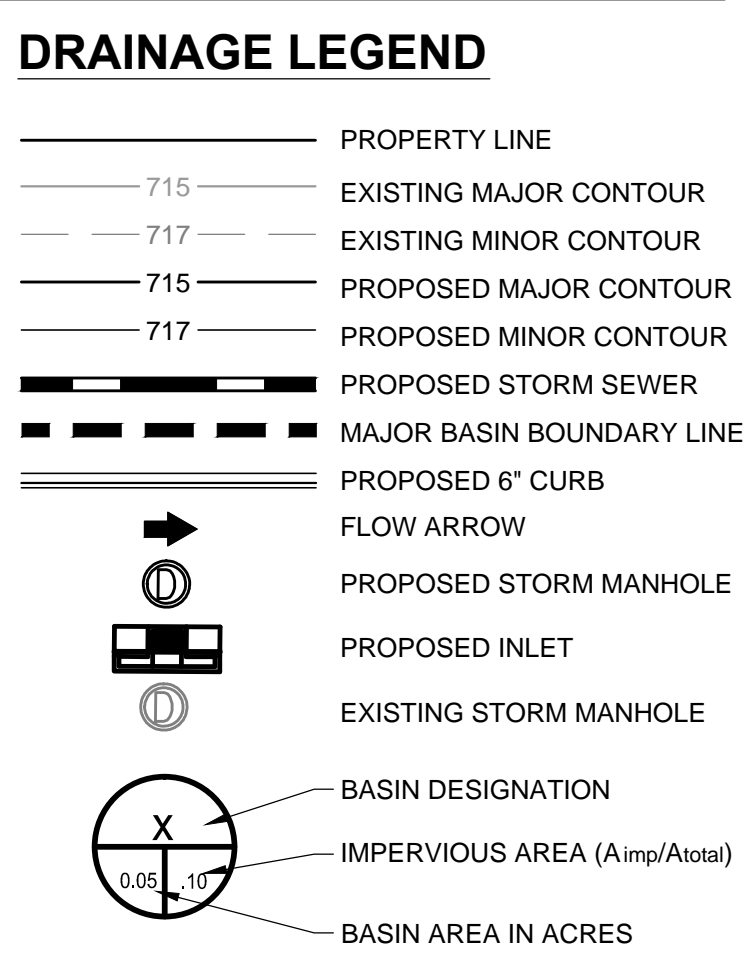 DRAINAGE LEGEND
PROPERTY LINE
715 EXISTING MAJOR CONTOUR
717 EXISTING MINOR CONTOUR
715 PROPOSED MAJOR CONTOUR
717 PROPOSED MINOR CONTOUR
PROPOSED STORM SEWER
MAJOR BASIN BOUNDARY LINE
PROPOSED 6" CURB
FLOW ARROW
D PROPOSED STORM MANHOLE
PROPOSED INLET
D EXISTING STORM MANHOLE
BASIN DESIGNATION
X
IMPERVIOUS AREA (Aimp/Atotal)
0.05 .10
BASIN AREA IN ACRES